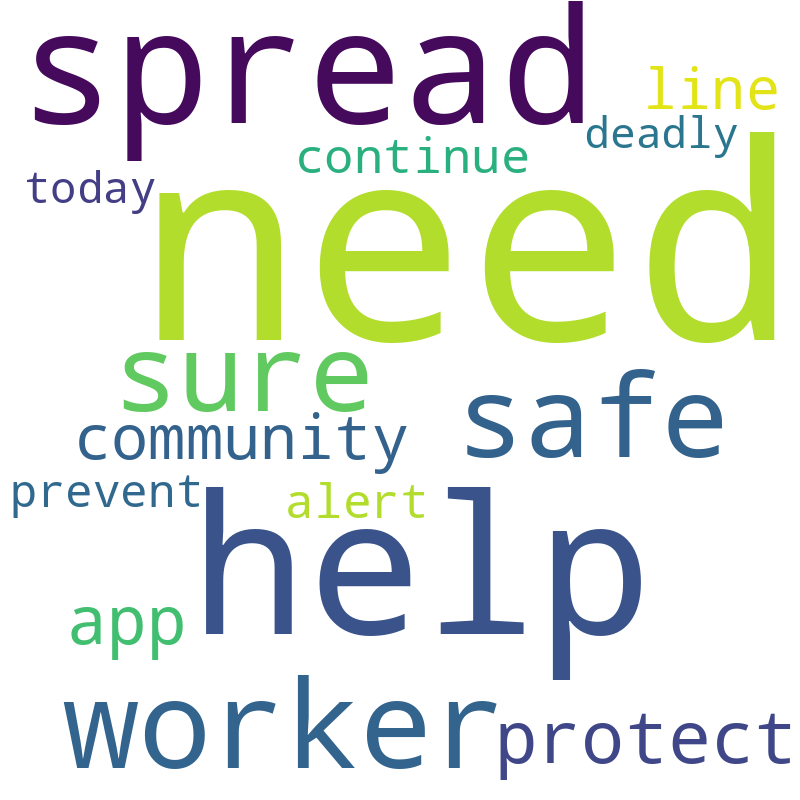 spread
line
deadly
continue
today
need
sure
safe
community
prevent
alert
help
app
worker
protect